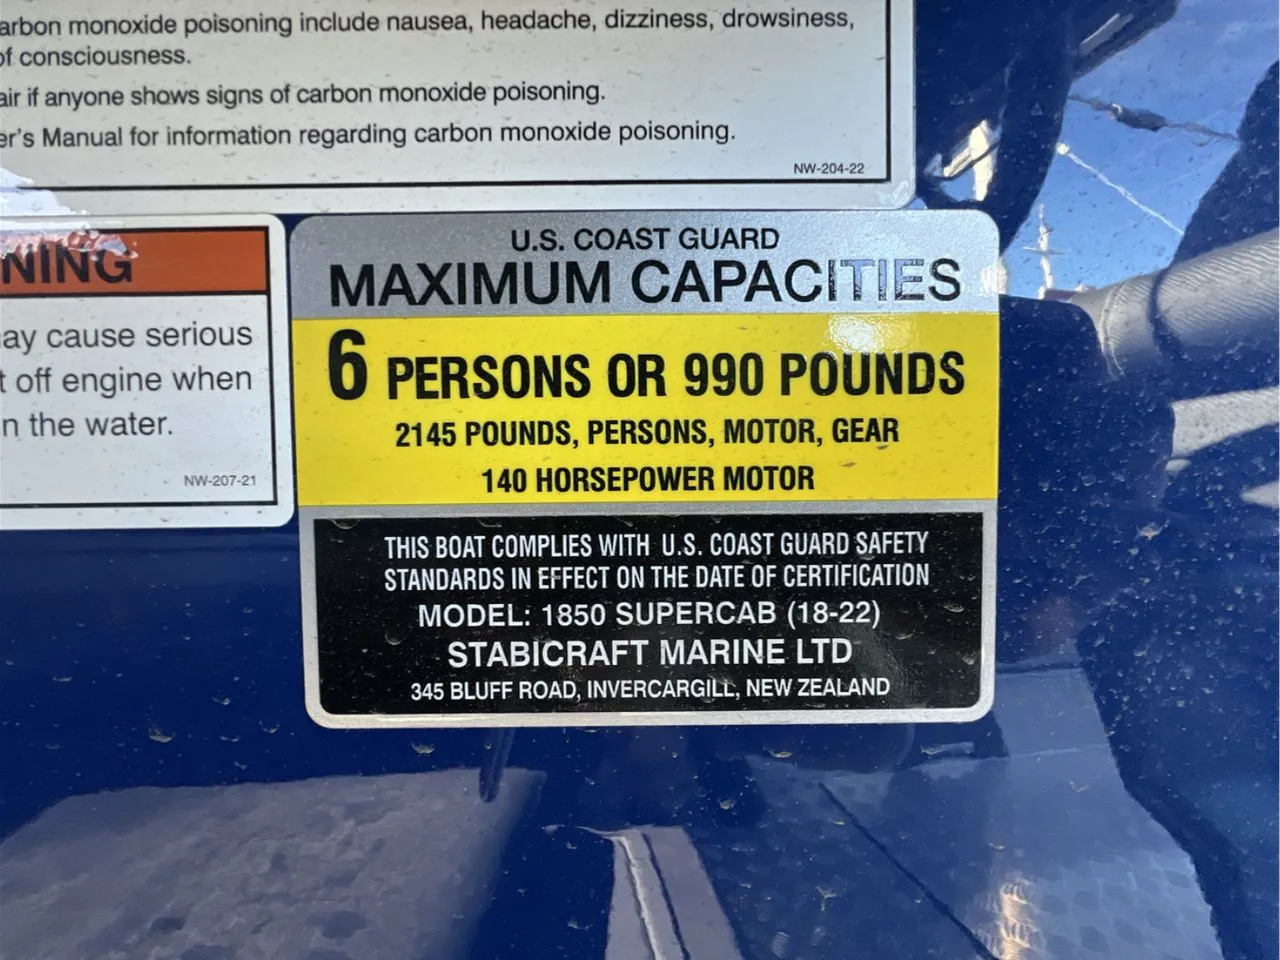 arbon monoxide poisoning include nausea, headache, dizziness, drowsiness,
of consciousness.
air if anyone shows signs of carbon monoxide poisoning.
er's Manual for information regarding carbon monoxide poisoning.
NW-204-22
NING
ay cause serious
t off engine when
n the water.
NW-207-21
U.S. COAST GUARD
MAXIMUM CAPACITIES
6 PERSONS OR 990 POUNDS
2145 POUNDS, PERSONS, MOTOR, GEAR
140 HORSEPOWER MOTOR
THIS BOAT COMPLIES WITH U.S. COAST GUARD SAFETY
STANDARDS IN EFFECT ON THE DATE OF CERTIFICATION
MODEL: 1850 SUPERCAB (18-22)
STABICRAFT MARINE LTD
345 BLUFF ROAD, INVERCARGILL, NEW ZEALAND